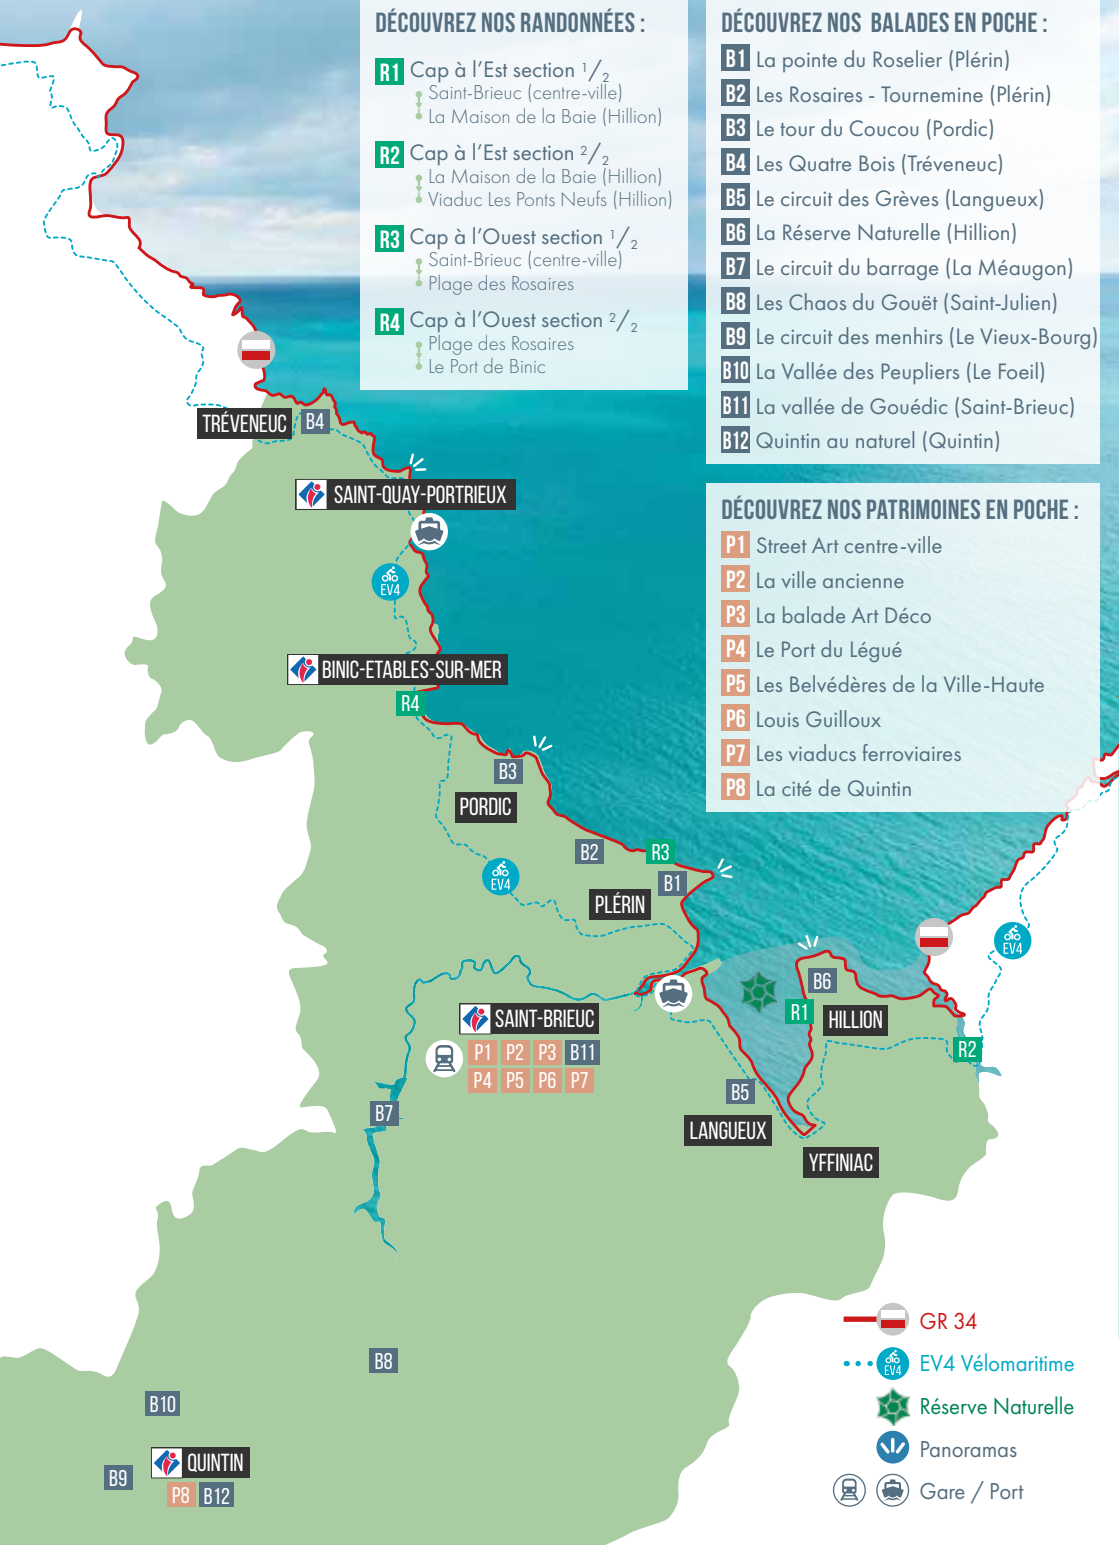 DÉCOUVREZ NOS RANDONNÉES :
R1 Cap à l'Est section 1/2
Saint-Brieuc (centre-ville)
La Maison de la Baie (Hillion)
R2 Cap à l'Est section 2/2
La Maison de la Baie (Hillion)
Viaduc Les Ponts Neufs (Hillion)
R3 Cap à l'Ouest section 1/2
Saint-Brieuc (centre-ville)
Plage des Rosaires
R4 Cap à l'Ouest section 2/2
Plage des Rosaires
Le Port de Binic
DÉCOUVREZ NOS BALADES EN POCHE :
B1 La pointe du Roselier (Plérin)
B2 Les Rosaires - Tournemine (Plérin)
B3 Le tour du Coucou (Pordic)
B4 Les Quatre Bois (Tréveneuc)
B5 Le circuit des Grèves (Langueux)
B6 La Réserve Naturelle (Hillion)
B7 Le circuit du barrage (La Méaugon)
B8 Les Chaos du Gouët (Saint-Julien)
B9 Le circuit des menhirs (Le Vieux-Bourg)
B10 La Vallée des Peupliers (Le Foeil)
B11 La vallée de Gouédic (Saint-Brieuc)
B12 Quintin au naturel (Quintin)
DÉCOUVREZ NOS PATRIMOINES EN POCHE :
P1 Street Art centre-ville
P2 La ville ancienne
P3 La balade Art Déco
P4 Le Port du Légué
P5 Les Belvédères de la Ville-Haute
P6 Louis Guilloux
P7 Les viaducs ferroviaires
P8 La cité de Quintin
TRÉVENEUC B4
SAINT-QUAY-PORTRIEUX
EV4
BINIC-ETABLES-SUR-MER
R4
B3
PORDIC
B2 R3
EV4
B1
PLÉRIN
EV4
B6
R1
HILLION
SAINT-BRIEUC
R2
P1 P2 P3 B11
P4 P5 P6 P7
B5
B7
LANGUEUX
YFFINIAC
B8
B10
QUINTIN
B9
P8 B12
GR 34
EV4 EV4 Vélomaritime
Réserve Naturelle
Panoramas
Gare / Port